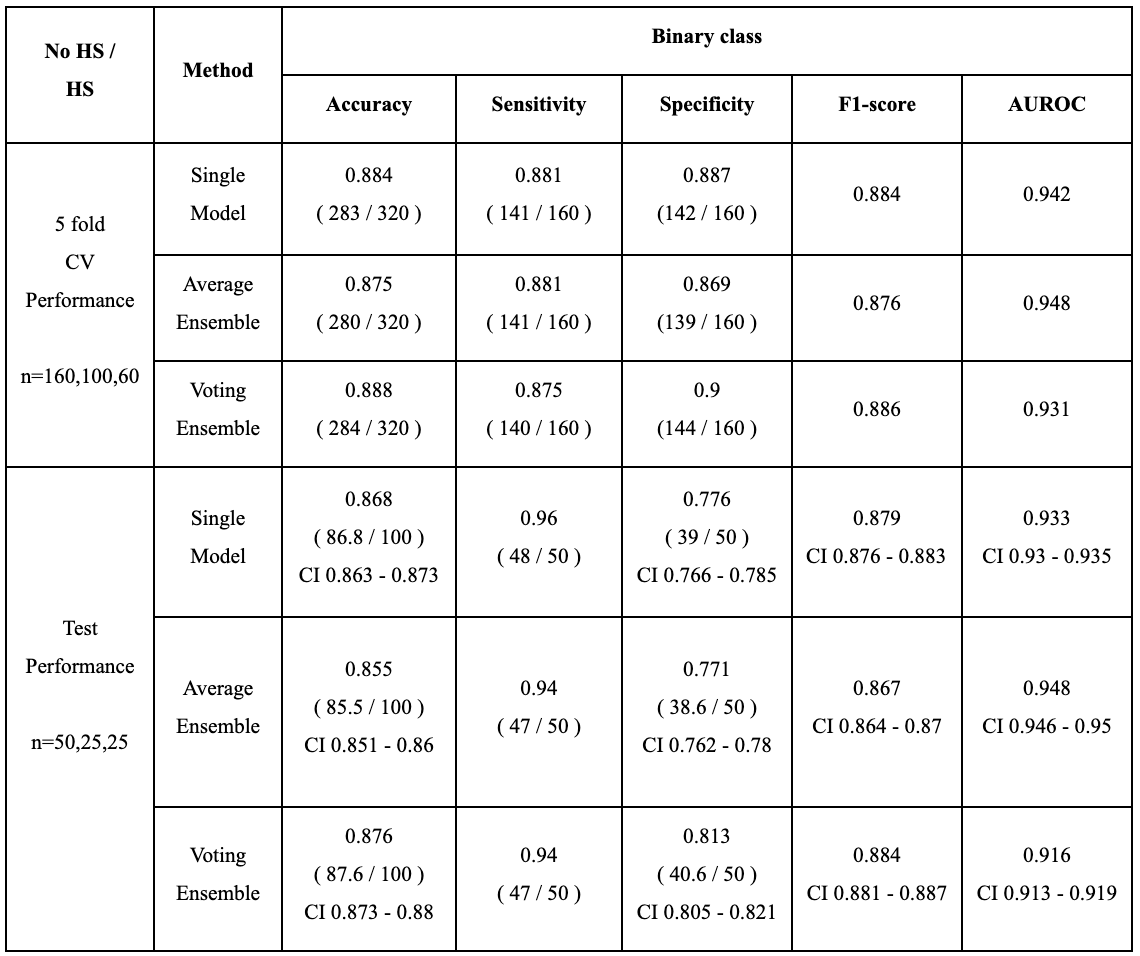 No HS /
HS
Method
Binary class
Accuracy
Sensitivity
Specificity
F1-score
AUROC
5 fold
CV
Performance
n=160,100,60
Single
Model
0.884
( 283 / 320 )
0.881
( 141 / 160 )
0.887
(142 / 160 )
0.884
0.942
Average
Ensemble
0.875
( 280 / 320 )
0.881
( 141 / 160 )
0.869
(139 / 160 )
0.876
0.948
Voting
Ensemble
0.888
( 284 / 320 )
0.875
( 140 / 160 )
0.9
(144 / 160 )
0.886
0.931
Test
Performance
n=50,25,25
Single
Model
0.868
( 86.8 / 100 )
CI 0.863 - 0.873
0.96
( 48 / 50 )
0.776
( 39 / 50 )
CI 0.766 - 0.785
0.879
CI 0.876 - 0.883
0.933
CI 0.93 - 0.935
Average
Ensemble
0.855
( 85.5 / 100 )
CI 0.851 - 0.86
0.94
( 47 / 50 )
0.771
( 38.6 / 50 )
CI 0.762 - 0.78
0.867
CI 0.864 - 0.87
0.948
CI 0.946 - 0.95
Voting
Ensemble
0.876
( 87.6 / 100 )
CI 0.873 - 0.88
0.94
( 47 / 50 )
0.813
( 40.6 / 50 )
CI 0.805 - 0.821
0.884
CI 0.881 - 0.887
0.916
CI 0.913 - 0.919